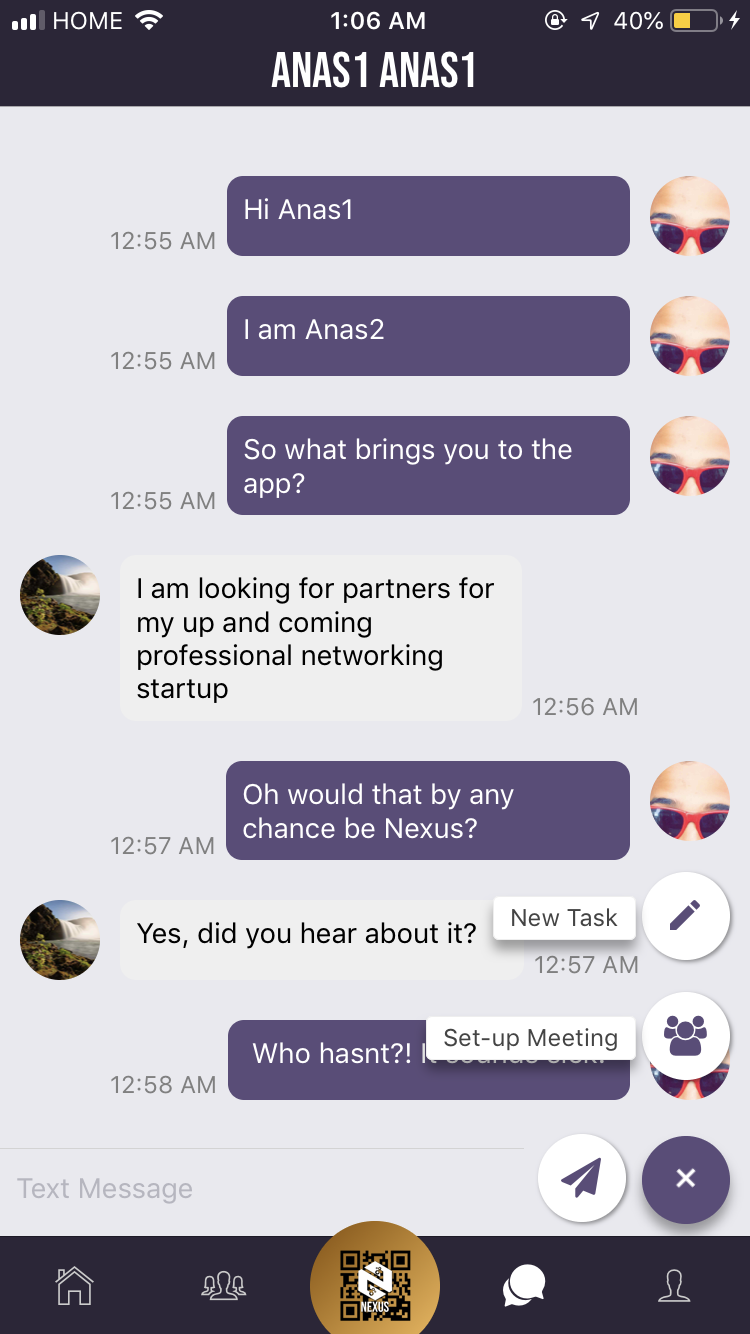 HOME 1:06 AM 40%
ANAS1 ANAS1
Hi Anas1
12:55 AM
I am Anas2
12:55 AM
So what brings you to the
app?
12:55 AM
I am looking for partners for
my up and coming
professional networking
startup
12:56 AM
Oh would that by any
chance be Nexus?
12:57 AM
Yes, did you hear about it?
New Task
12:57 AM
Set-up Meeting
Who hasnt?! It sounds sick!
12:58 AM
Text Message
NEXUS